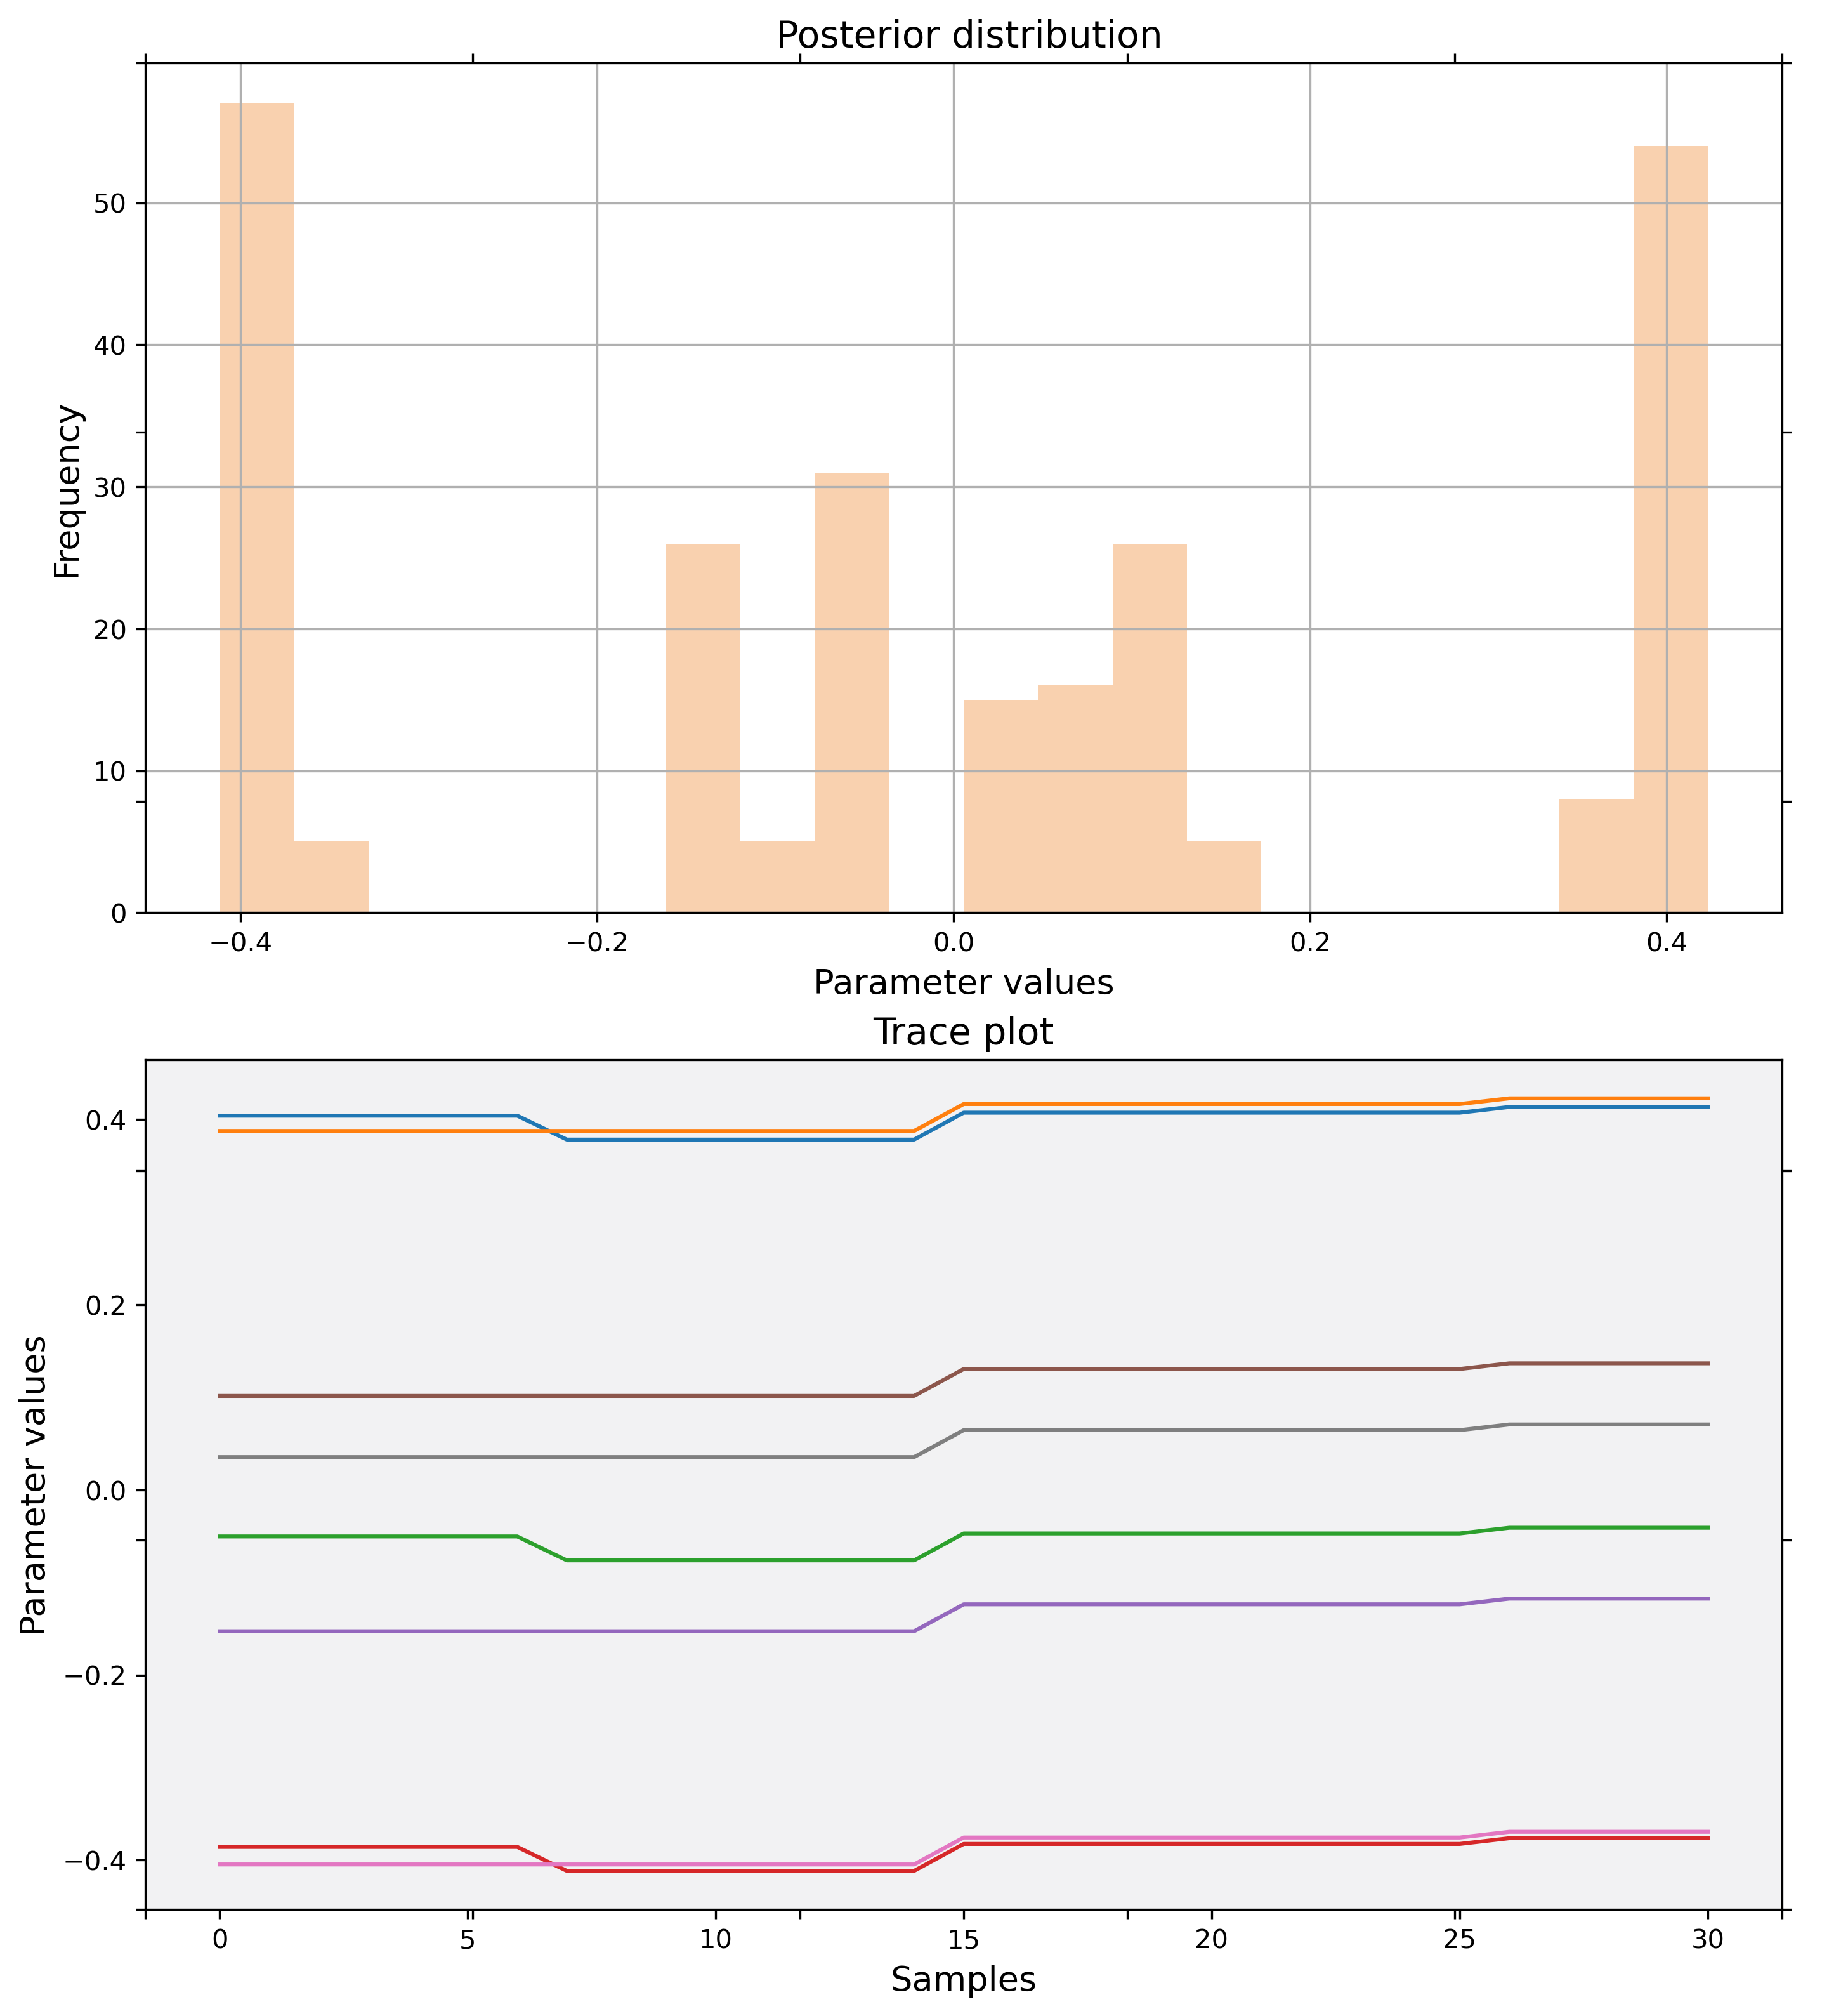 Posterior distribution
Frequency
50
40
30
20
10
0
−0.4 −0.2 0.0 0.2 0.4
Parameter values
Trace plot
Parameter values
0.4
0.2
0.0
−0.2
−0.4
0 5 10 15 20 25 30
Samples